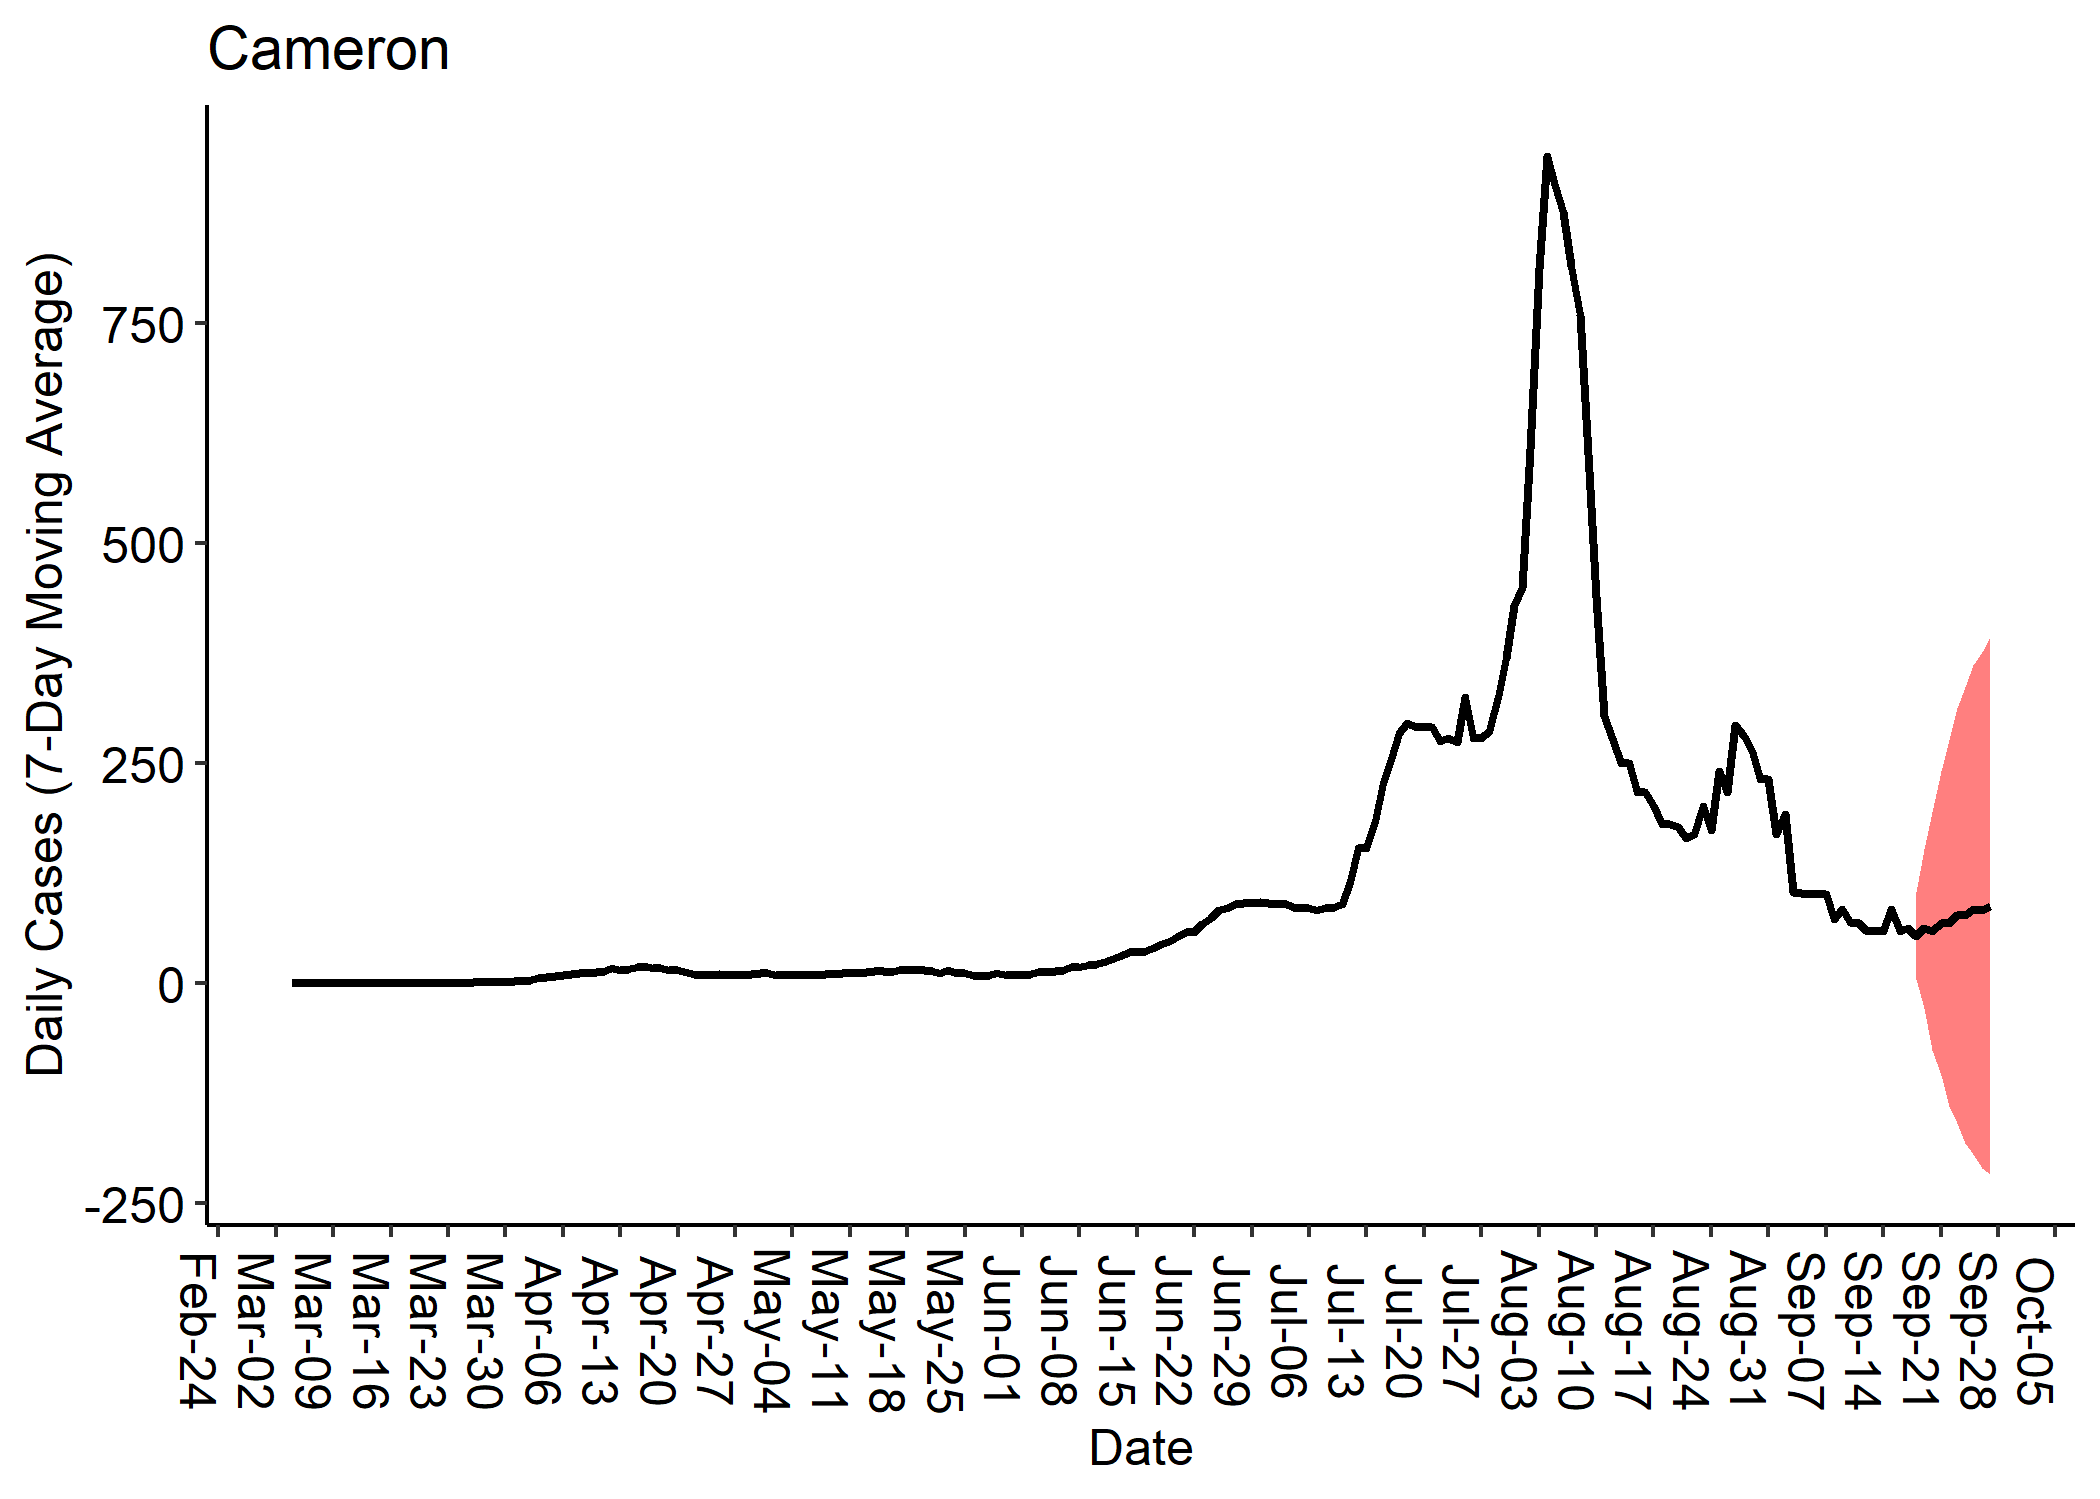 Cameron
Daily Cases (7-Day Moving Average)
750
500
250
0
-250
Feb-24
Mar-02
Mar-09
Mar-16
Mar-23
Mar-30
Apr-06
Apr-13
Apr-20
Apr-27
May-04
May-11
May-18
May-25
Jun-01
Jun-08
Jun-15
Jun-22
Jun-29
Jul-06
Jul-13
Jul-20
Jul-27
Aug-03
Aug-10
Aug-17
Aug-24
Aug-31
Sep-07
Sep-14
Sep-21
Sep-28
Oct-05
Date